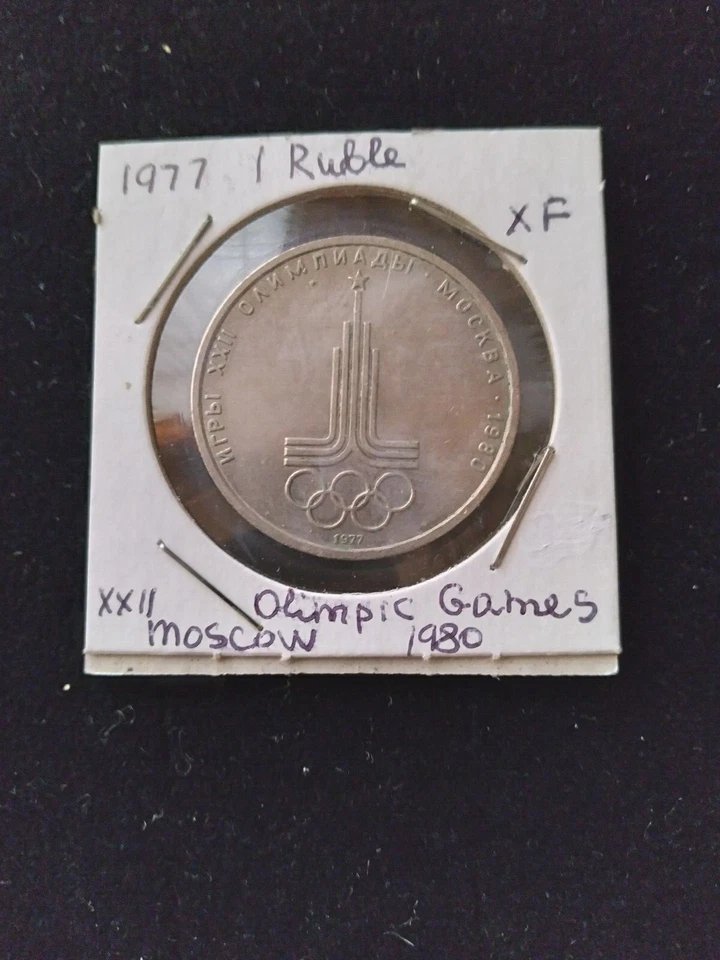 1977 1 Ruble
XF
ИГРЫ XXII ОЛИМПИАДЫ · МОСКВА · 1980
1977
XXII Olimpic Games
Moscow 1980